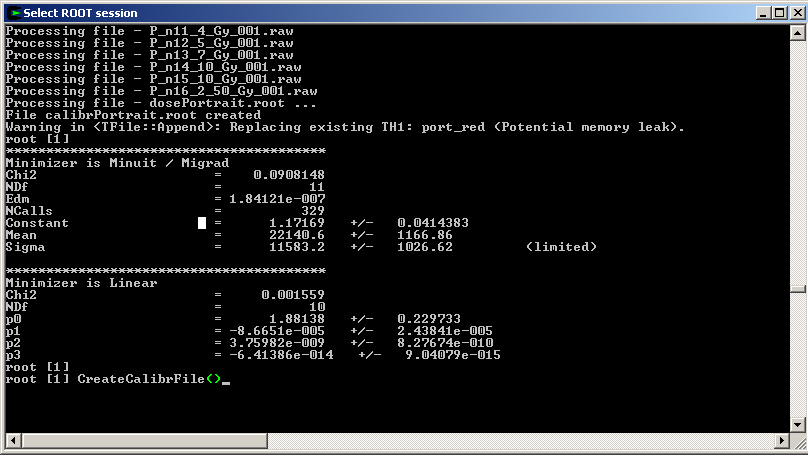 Select ROOT session
Processing file - P_n11_4_Gy_001.raw
Processing file - P_n12_5_Gy_001.raw
Processing file - P_n13_7_Gy_001.raw
Processing file - P_n14_10_Gy_001.raw
Processing file - P_n15_10_Gy_001.raw
Processing file - P_n16_2_50_Gy_001.raw
Processing file - dosePortrait.root ...
File calibrPortrait.root created
Warning in <TFile::Append>: Replacing existing TH1: port_red (Potential memory leak).
root [1]
****************************************
Minimizer is Minuit / Migrad
Chi2 = 0.0908148
NDf = 11
Edm = 1.84121e-007
NCalls = 329
Constant = 1.17169 +/- 0.0414383
Mean = 22140.6 +/- 1166.86
Sigma = 11583.2 +/- 1026.62 (limited)
****************************************
Minimizer is Linear
Chi2 = 0.001559
NDf = 10
p0 = 1.88138 +/- 0.229733
p1 = -8.6651e-005 +/- 2.43841e-005
p2 = 3.75982e-009 +/- 8.27674e-010
p3 = -6.41386e-014 +/- 9.04079e-015
root [1]
root [1] CreateCalibrFile()_